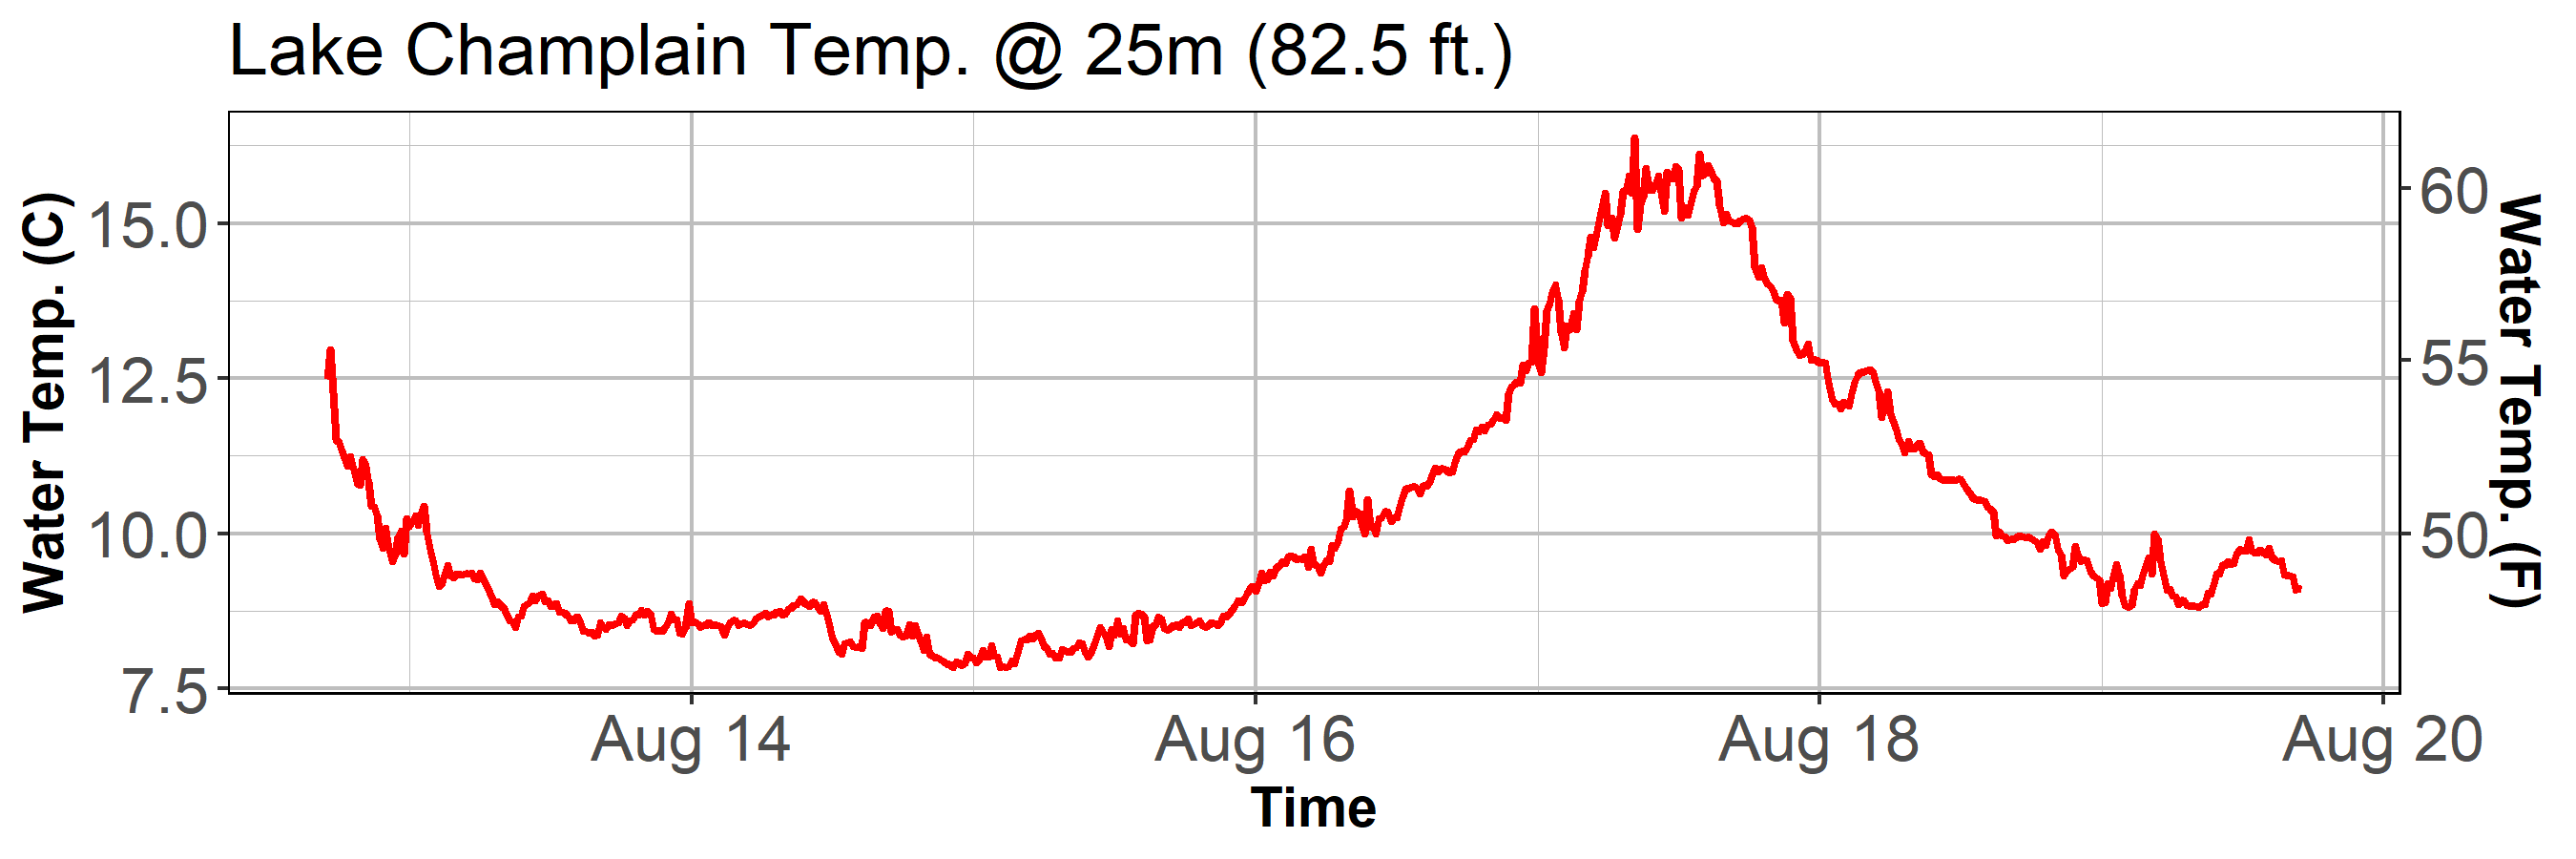 Lake Champlain Temp. @ 25m (82.5 ft.)
Water Temp. (C)
15.0
12.5
10.0
7.5
60
55
50
Water Temp. (F)
Aug 14
Aug 16
Aug 18
Aug 20
Time